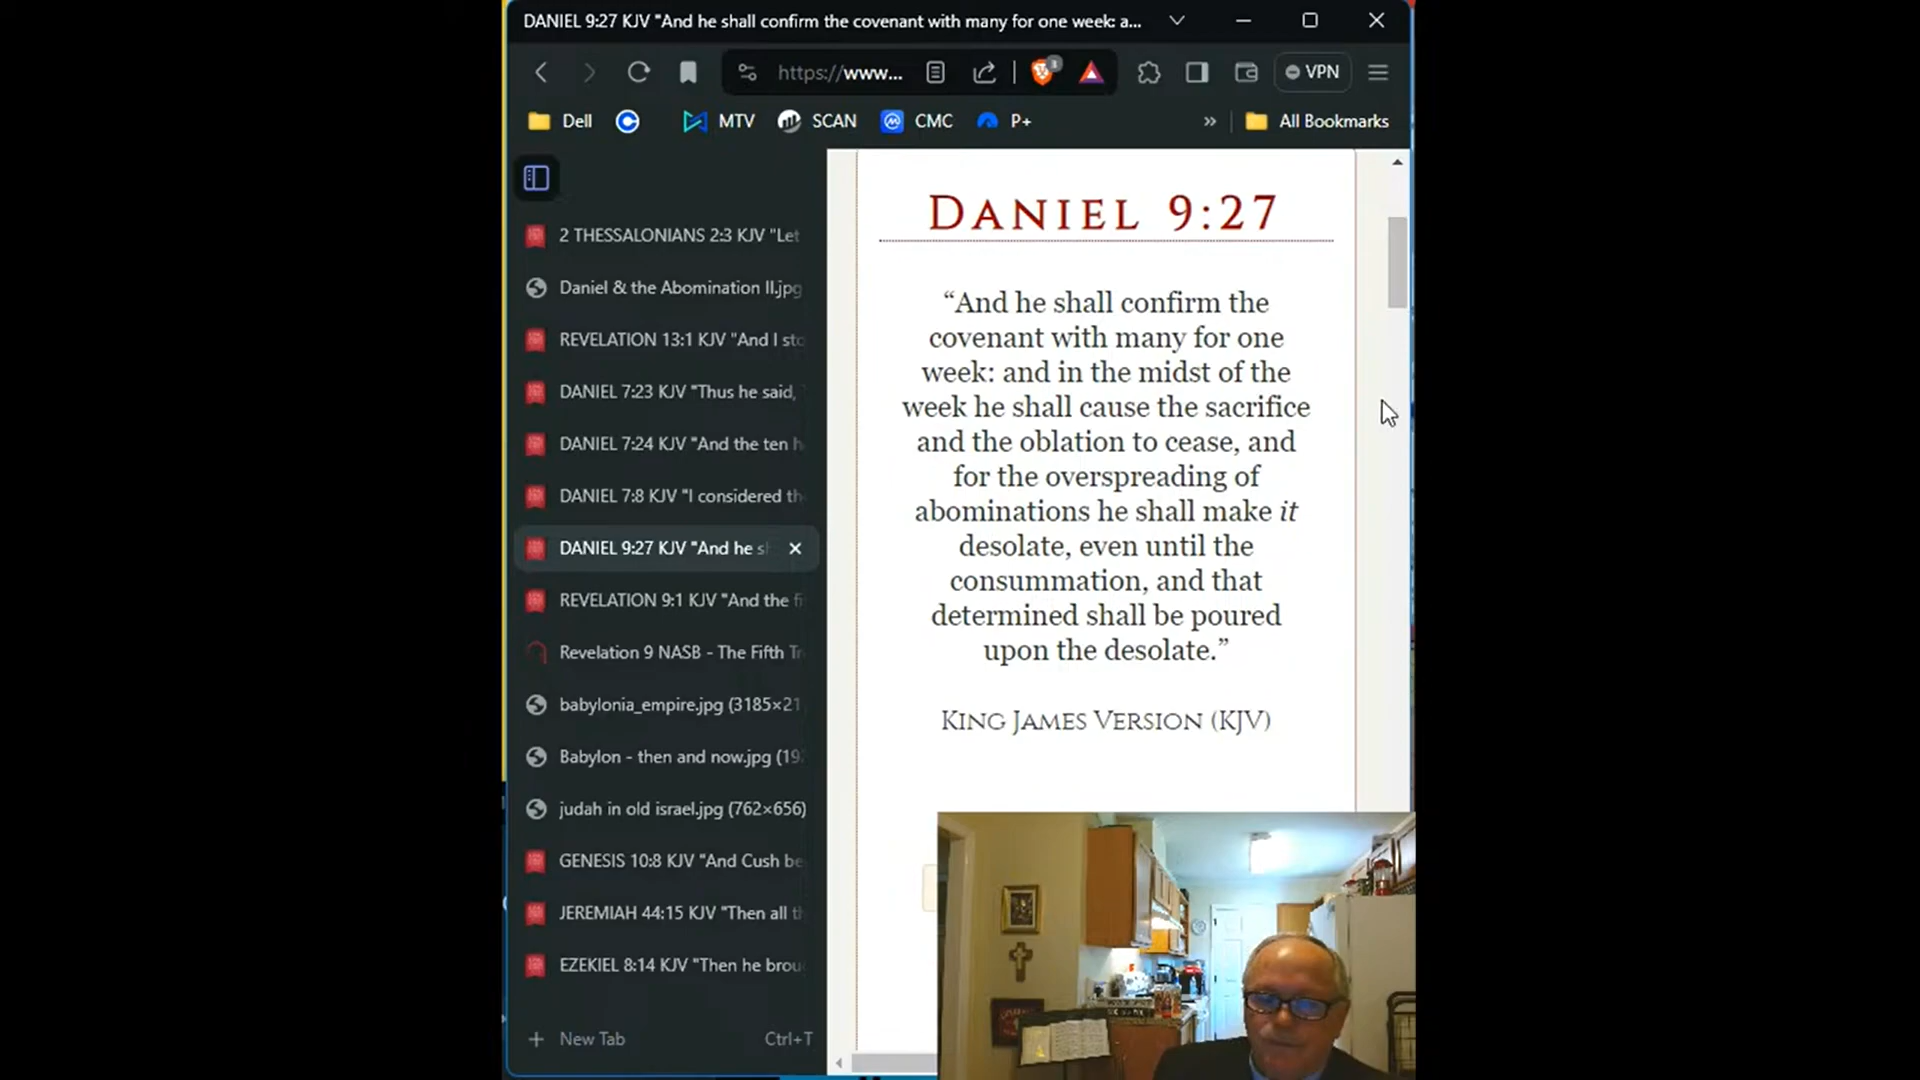 DANIEL 9:27 KJV "And he shall confirm the covenant with many for one week: a...
https://www...
3
VPN
Dell
MTV
SCAN
CMC
P+
All Bookmarks
2 THESSALONIANS 2:3 KJV "Let
Daniel & the Abomination II.jpg
REVELATION 13:1 KJV "And I sto
DANIEL 7:23 KJV "Thus he said,
DANIEL 7:24 KJV "And the ten h
DANIEL 7:8 KJV "I considered th
DANIEL 9:27 KJV "And he s
REVELATION 9:1 KJV "And the fi
Revelation 9 NASB - The Fifth Tr
babylonia_empire.jpg (3185×21
Babylon - then and now.jpg (19
judah in old israel.jpg (762×656)
GENESIS 10:8 KJV "And Cush be
JEREMIAH 44:15 KJV "Then all t
EZEKIEL 8:14 KJV "Then he brou
New Tab Ctrl+T
DANIEL 9:27
“And he shall confirm the
covenant with many for one
week: and in the midst of the
week he shall cause the sacrifice
and the oblation to cease, and
for the overspreading of
abominations he shall make it
desolate, even until the
consummation, and that
determined shall be poured
upon the desolate.”
KING JAMES VERSION (KJV)